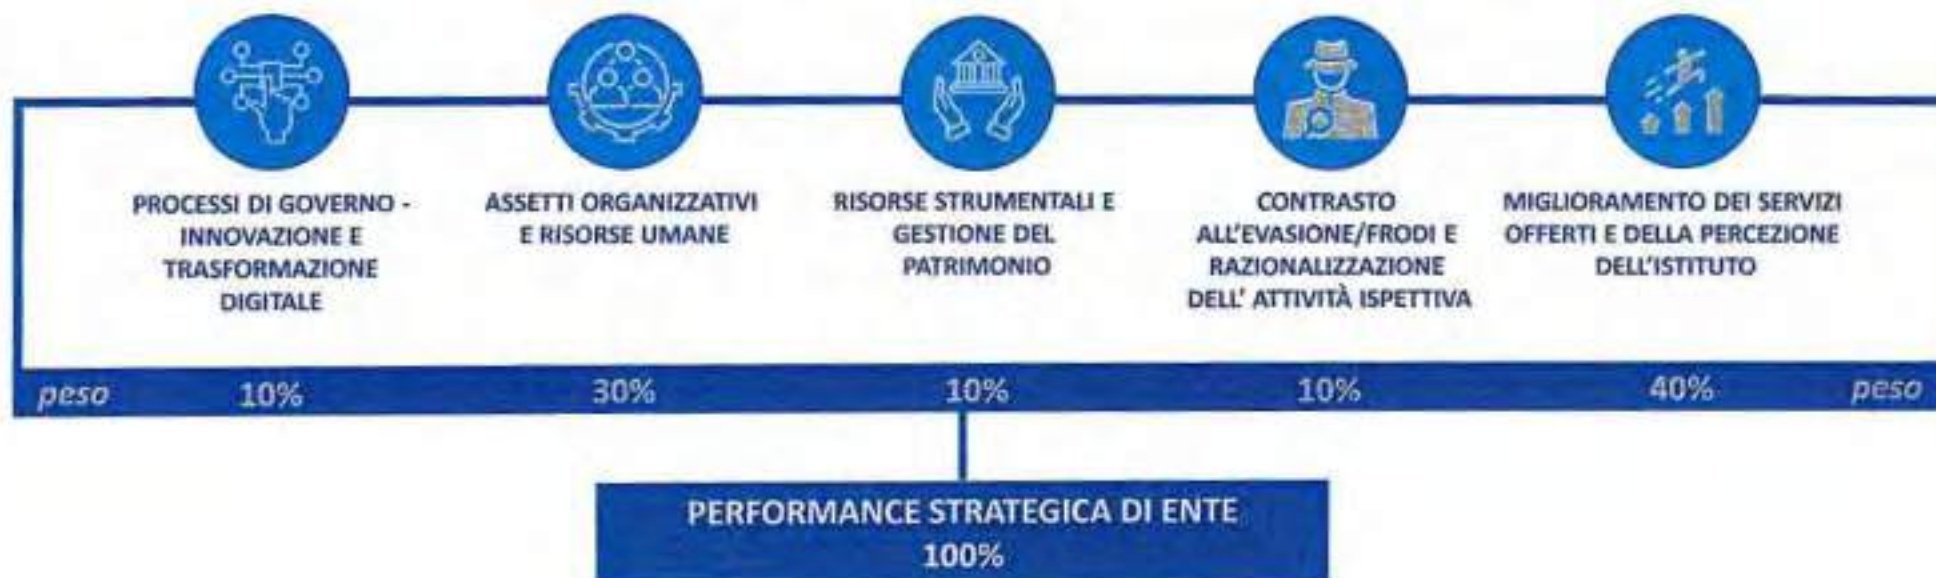 PROCESSI DI GOVERNO -
INNOVAZIONE E
TRASFORMAZIONE
DIGITALE
ASSETTI ORGANIZZATIVI
E RISORSE UMANE
RISORSE STRUMENTALI E
GESTIONE DEL
PATRIMONIO
CONTRASTO
ALL'EVASIONE/FRODI E
RAZIONALIZZAZIONE
DELL' ATTIVITÀ ISPETTIVA
MIGLIORAMENTO DEI SERVIZI
OFFERTI E DELLA PERCEZIONE
DELL'ISTITUTO
peso 10% 30% 10% 10% 40% peso
PERFORMANCE STRATEGICA DI ENTE
100%